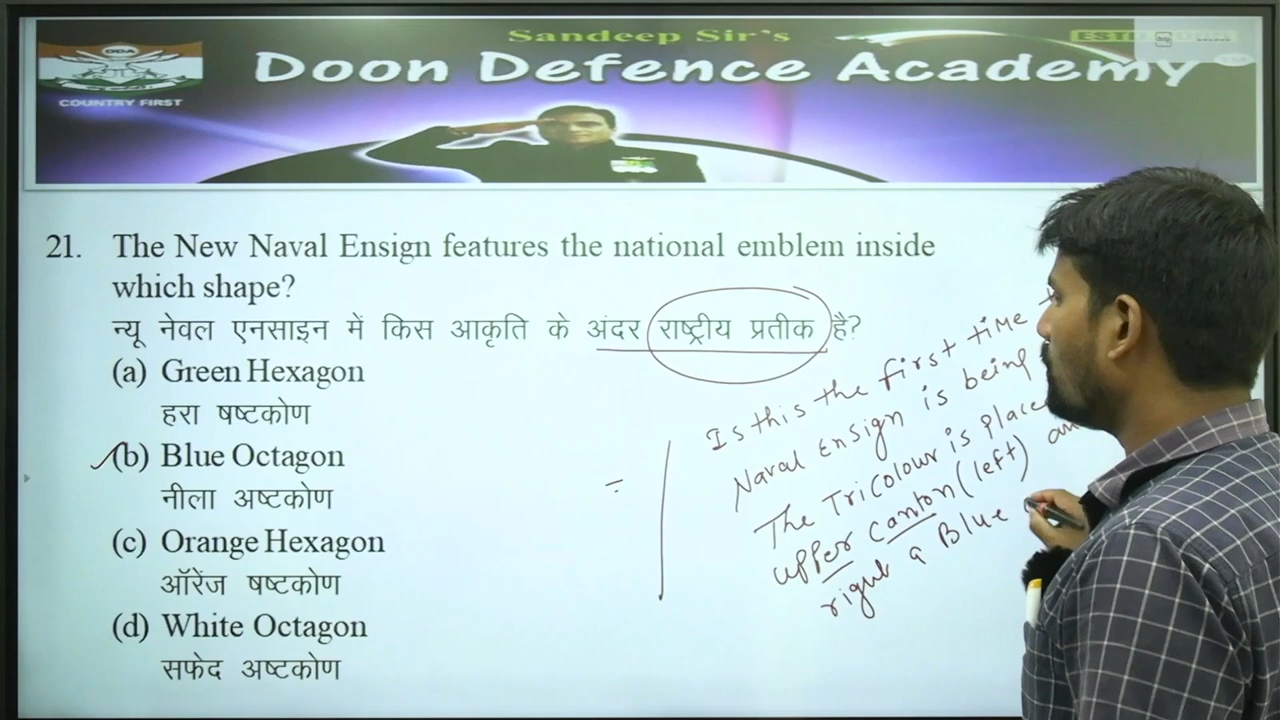 Sandeep Sir's
Doon Defence Academy
DDA
COUNTRY FIRST
21. The New Naval Ensign features the national emblem inside
which shape?
न्यू नेवल एनसाइन में किस आकृति के अंदर राष्ट्रीय प्रतीक है?
(a) Green Hexagon
हरा षष्टकोण
(b) Blue Octagon
नीला अष्टकोण
(c) Orange Hexagon
ऑरेंज षष्टकोण
(d) White Octagon
सफेद अष्टकोण
Is this the first time
Naval Ensign is being
The Tricolour is place
upper canton (left)
right a Blue